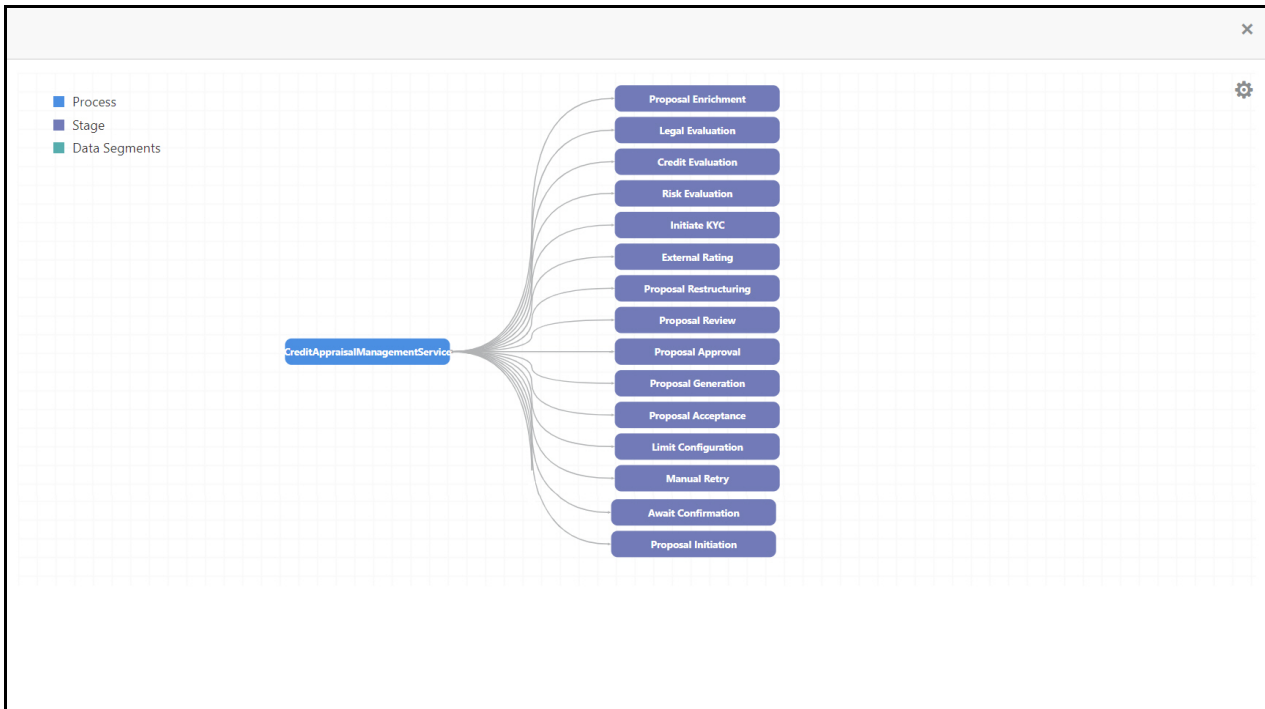 ×
Process
Stage
Data Segments
Proposal Enrichment
Legal Evaluation
Credit Evaluation
Risk Evaluation
Initiate KYC
External Rating
Proposal Restructuring
Proposal Review
CreditAppraisalManagementService
Proposal Approval
Proposal Generation
Proposal Acceptance
Limit Configuration
Manual Retry
Await Confirmation
Proposal Initiation